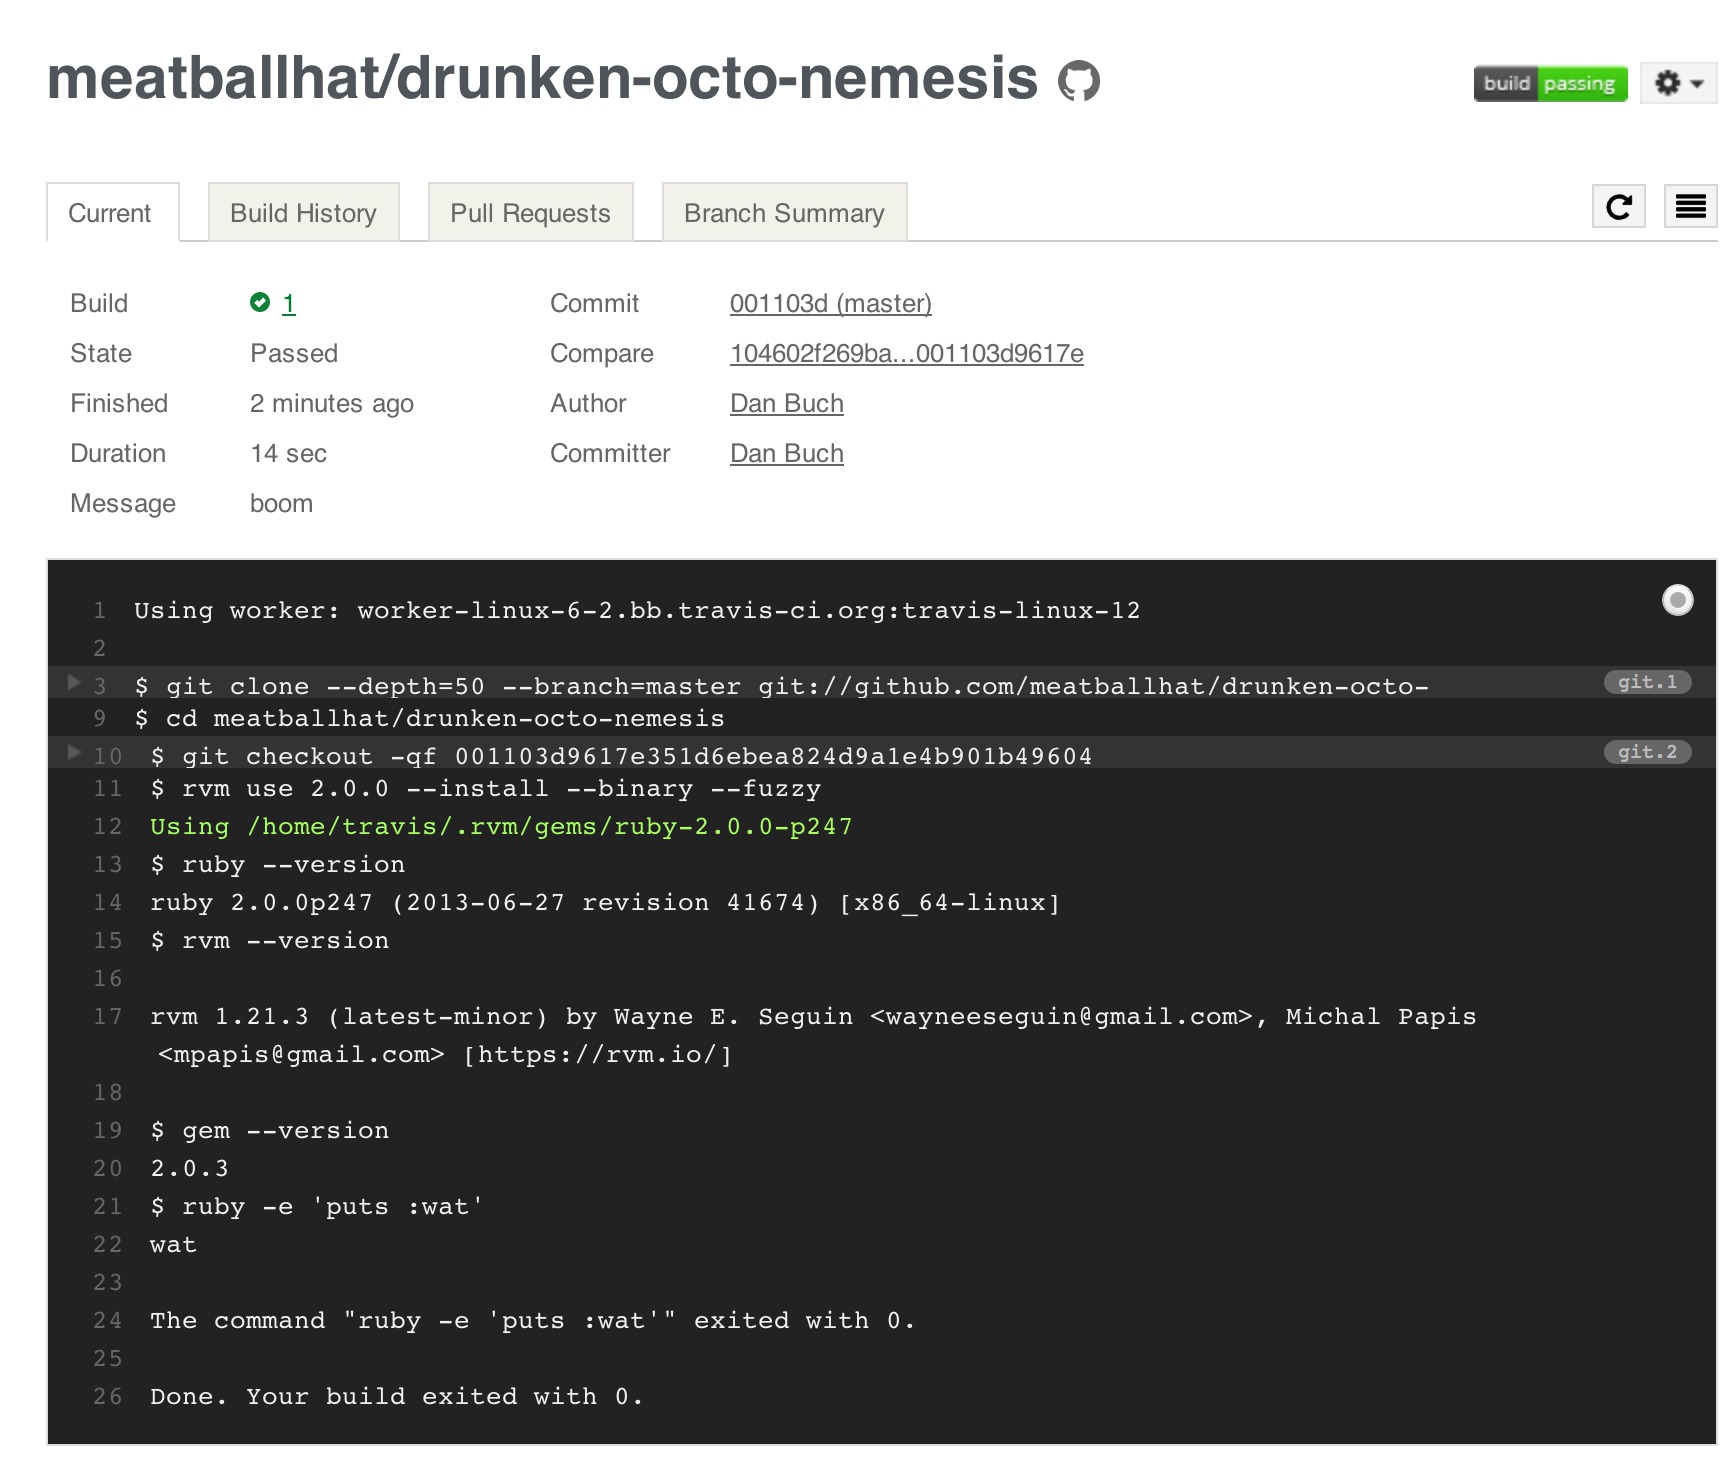 meatballhat/drunken-octo-nemesis
build passing
Current Build History Pull Requests Branch Summary
Build 1 Commit 001103d (master)
State Passed Compare 104602f269ba...001103d9617e
Finished 2 minutes ago Author Dan Buch
Duration 14 sec Committer Dan Buch
Message boom
1 Using worker: worker-linux-6-2.bb.travis-ci.org:travis-linux-12
2
3 $ git clone --depth=50 --branch=master git://github.com/meatballhat/drunken-octo- git.1
9 $ cd meatballhat/drunken-octo-nemesis
10 $ git checkout -qf 001103d9617e351d6ebea824d9a1e4b901b49604 git.2
11 $ rvm use 2.0.0 --install --binary --fuzzy
12 Using /home/travis/.rvm/gems/ruby-2.0.0-p247
13 $ ruby --version
14 ruby 2.0.0p247 (2013-06-27 revision 41674) [x86_64-linux]
15 $ rvm --version
16
17 rvm 1.21.3 (latest-minor) by Wayne E. Seguin <wayneeseguin@gmail.com>, Michal Papis
<mpapis@gmail.com> [https://rvm.io/]
18
19 $ gem --version
20 2.0.3
21 $ ruby -e 'puts :wat'
22 wat
23
24 The command "ruby -e 'puts :wat'" exited with 0.
25
26 Done. Your build exited with 0.